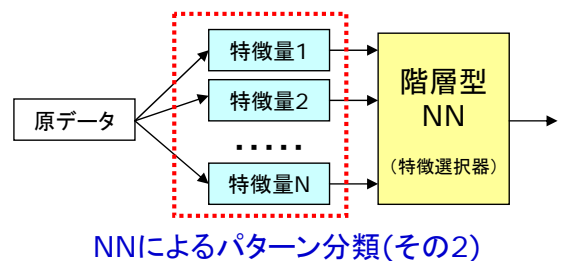 特徴量1
特徴量2
原データ
・・・・・
特徴量N
階層型
NN
（特徴選択器）
NNによるパターン分類(その2)